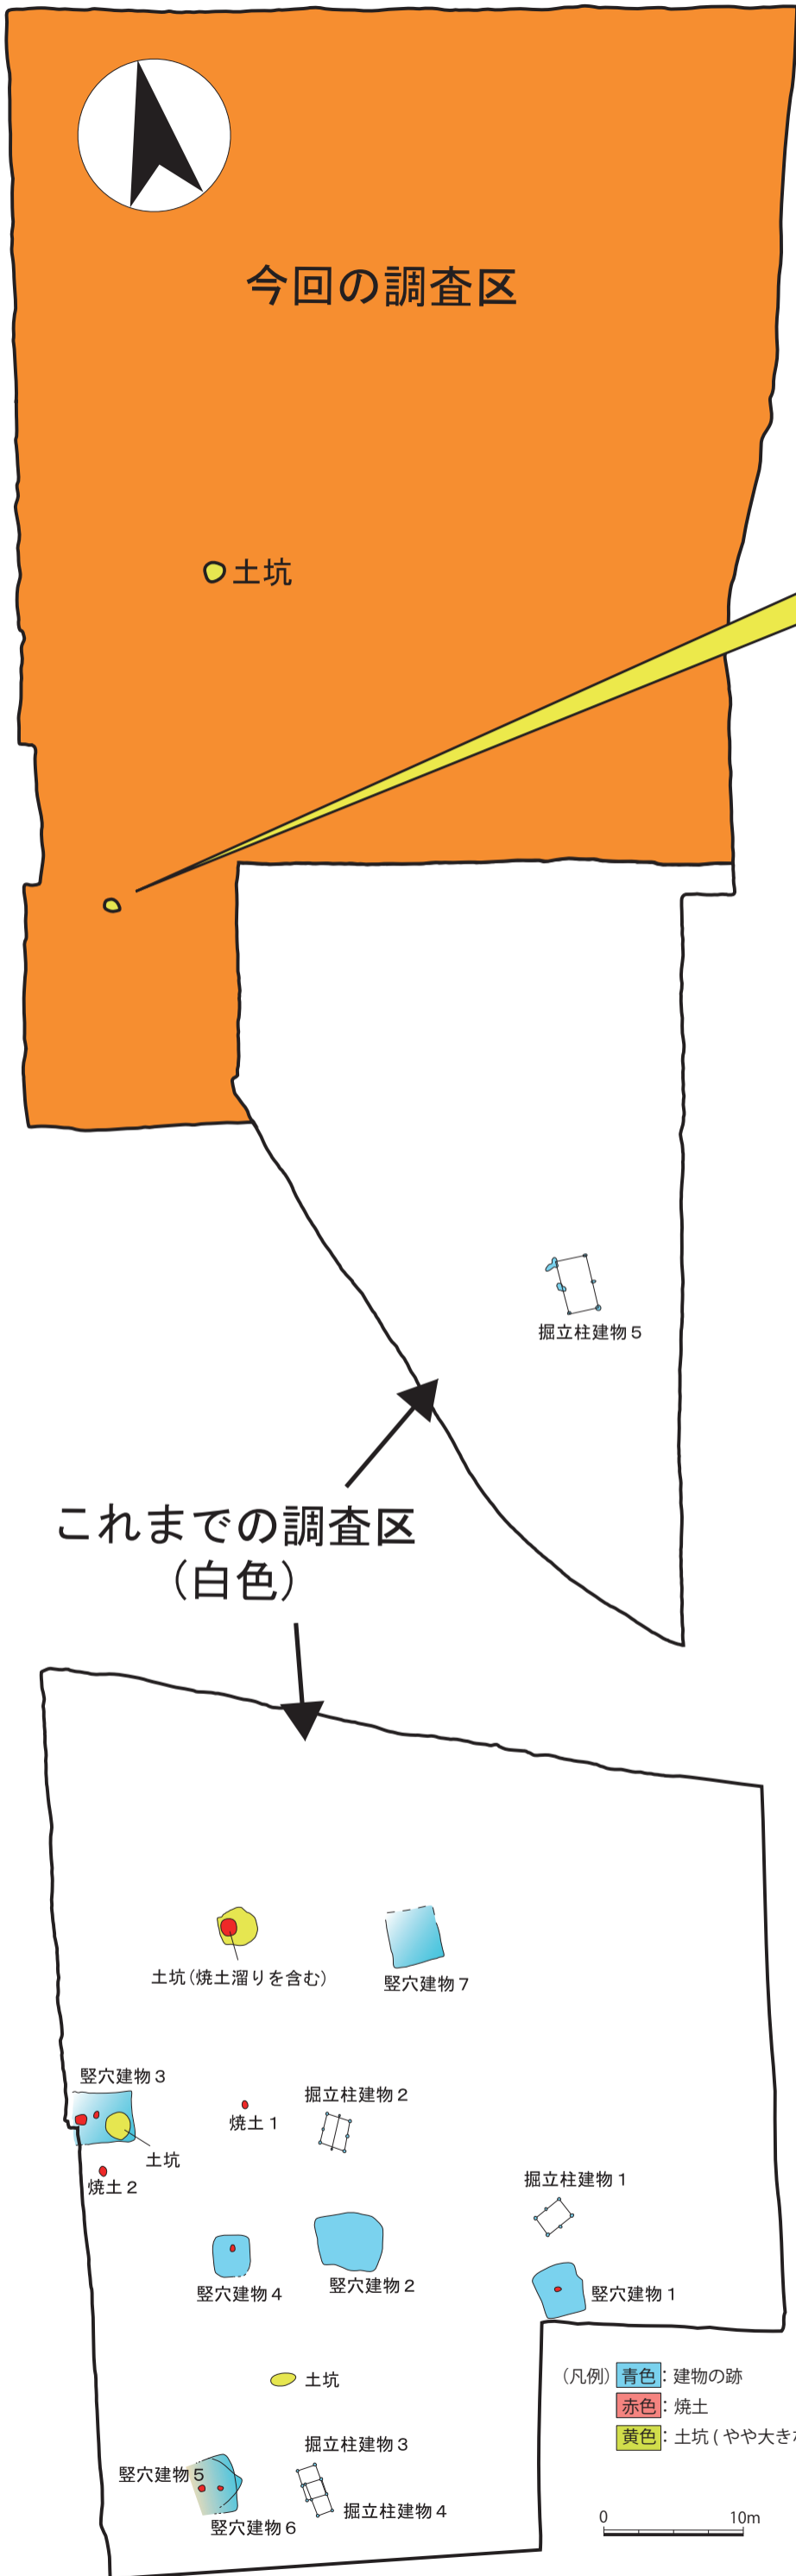 今回の調査区
土坑
掘立柱建物５
これまでの調査区
（白色）
土坑（焼土溜りを含む）
竪穴建物７
竪穴建物３
掘立柱建物２
焼土１
土坑
焼土２
掘立柱建物１
竪穴建物４
竪穴建物２
竪穴建物１
土坑
（凡例）青色：建物の跡
赤色：焼土
黄色：土坑 ( やや大き
掘立柱建物３
竪穴建物５
掘立柱建物４
竪穴建物６
0 10m